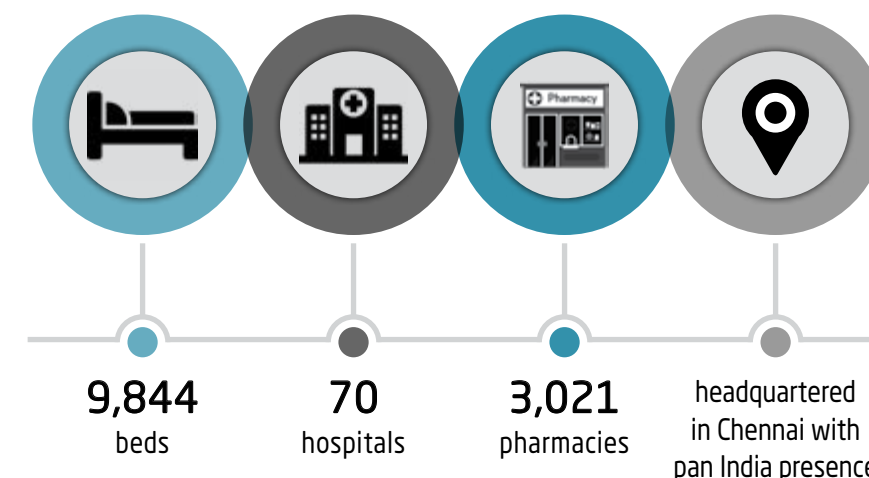 Pharmacy
9,844
beds
70
hospitals
3,021
pharmacies
headquartered
in Chennai with
pan India presence